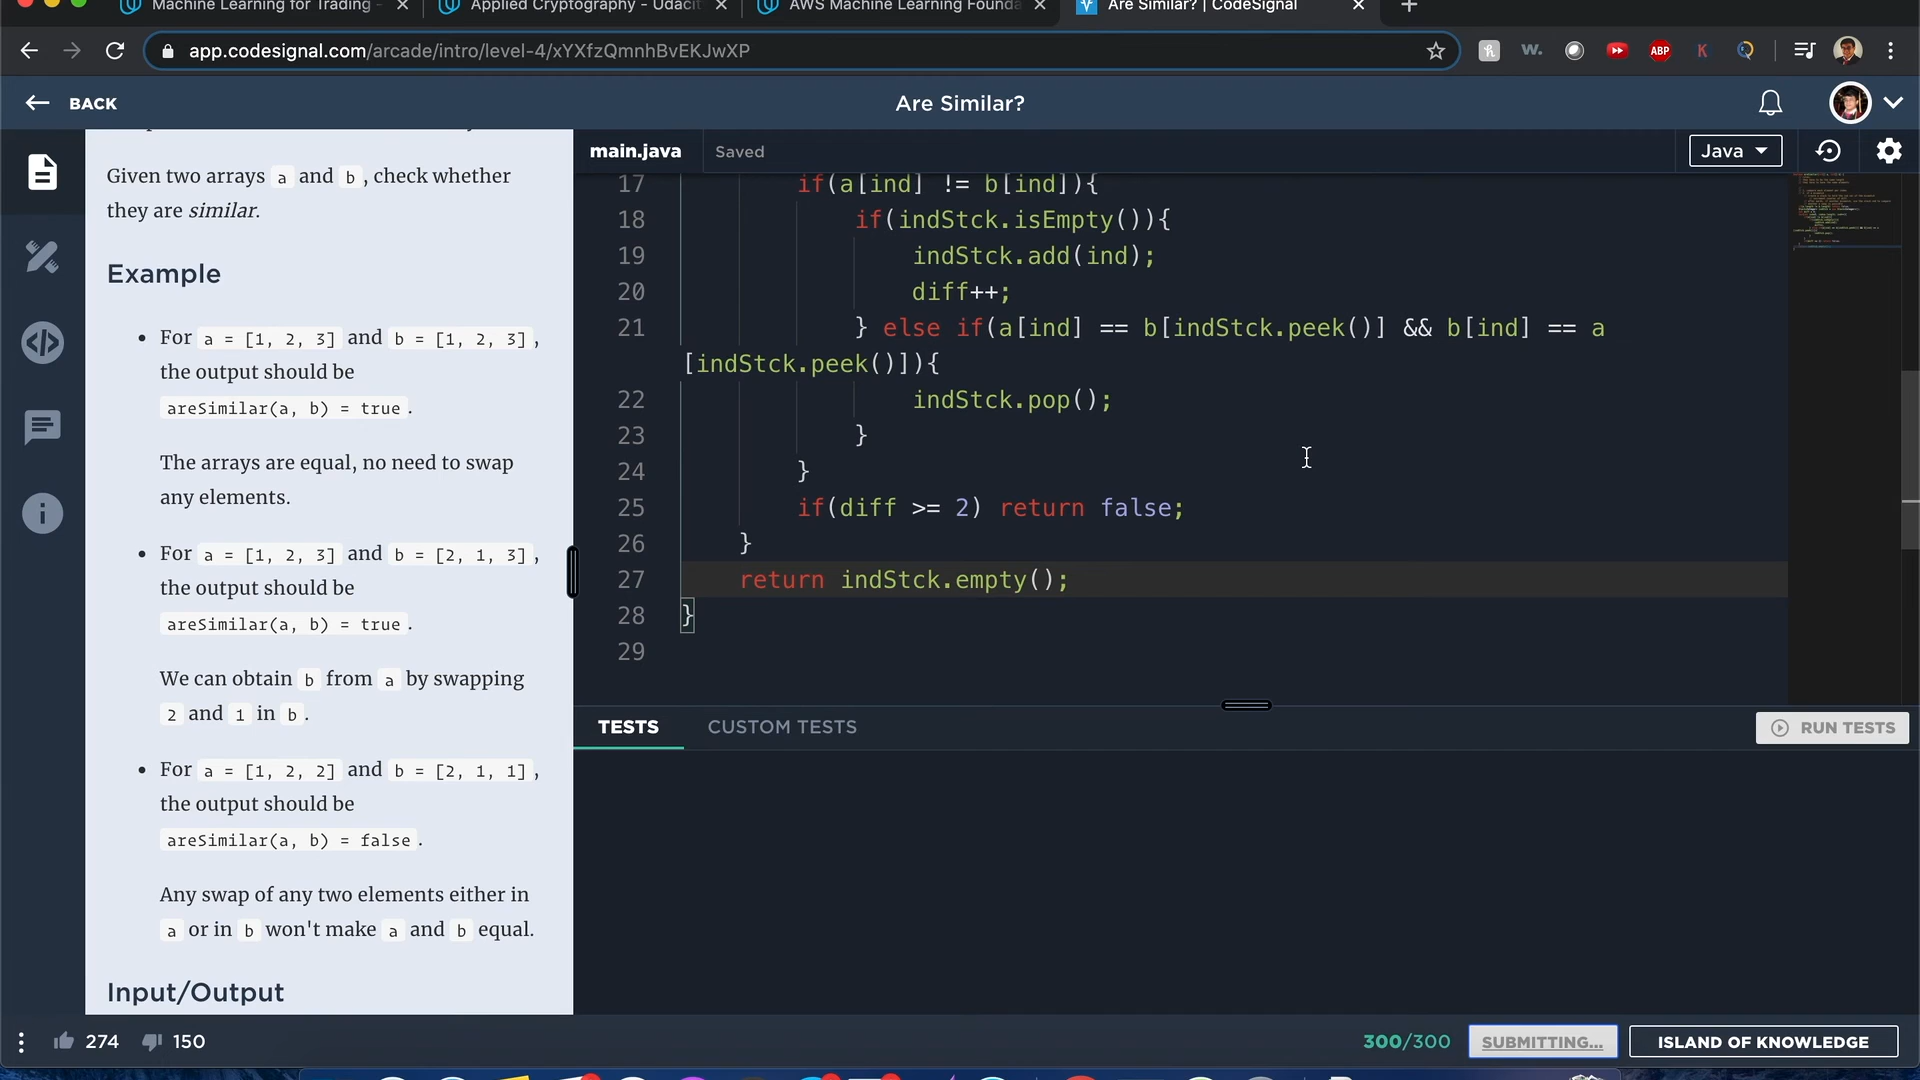 Machine Learning for Trading -
Applied Cryptography - Udacit
AWS Machine Learning Founda
Are Similar? | CodeSignal
app.codesignal.com/arcade/intro/level-4/xYXfzQmnhBvEKJwXP
BACK
Are Similar?
Given two arrays a and b, check whether
they are similar.
Example
• For a = [1, 2, 3] and b = [1, 2, 3],
the output should be
areSimilar(a, b) = true.
The arrays are equal, no need to swap
any elements.
• For a = [1, 2, 3] and b = [2, 1, 3],
the output should be
areSimilar(a, b) = true.
We can obtain b from a by swapping
2 and 1 in b.
• For a = [1, 2, 2] and b = [2, 1, 1],
the output should be
areSimilar(a, b) = false.
Any swap of any two elements either in
a or in b won't make a and b equal.
Input/Output
main.java Saved Java
17 if(a[ind] != b[ind]){
18 if(indStck.isEmpty()){
19 indStck.add(ind);
20 diff++;
21 } else if(a[ind] == b[indStck.peek()] && b[ind] == a
[indStck.peek()]){
22 indStck.pop();
23 }
24 }
25 if(diff >= 2) return false;
26 }
27 return indStck.empty();
28 }
29
TESTS CUSTOM TESTS RUN TESTS
274 150
300/300 SUBMITTING... ISLAND OF KNOWLEDGE